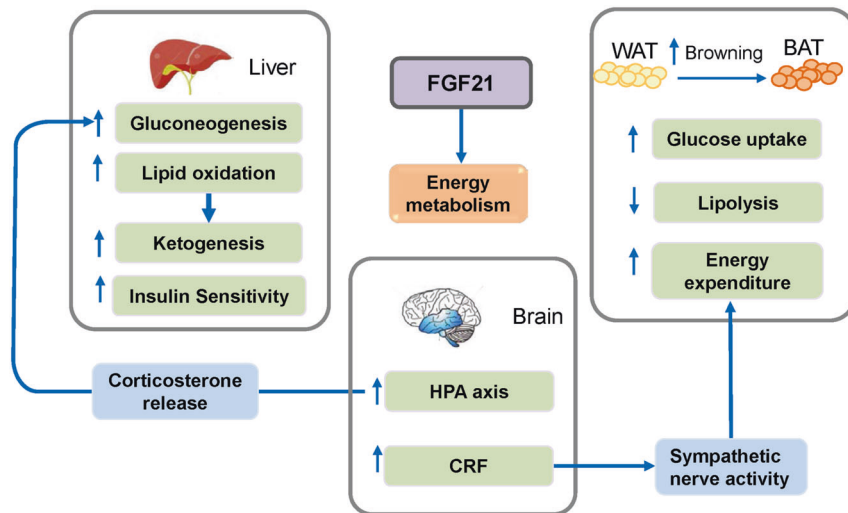 Liver
Gluconeogenesis
Lipid oxidation
Ketogenesis
Insulin Sensitivity
FGF21
Energy
metabolism
WAT
Browning
BAT
Glucose uptake
Lipolysis
Energy
expenditure
Brain
HPA axis
CRF
Corticosterone
release
Sympathetic
nerve activity